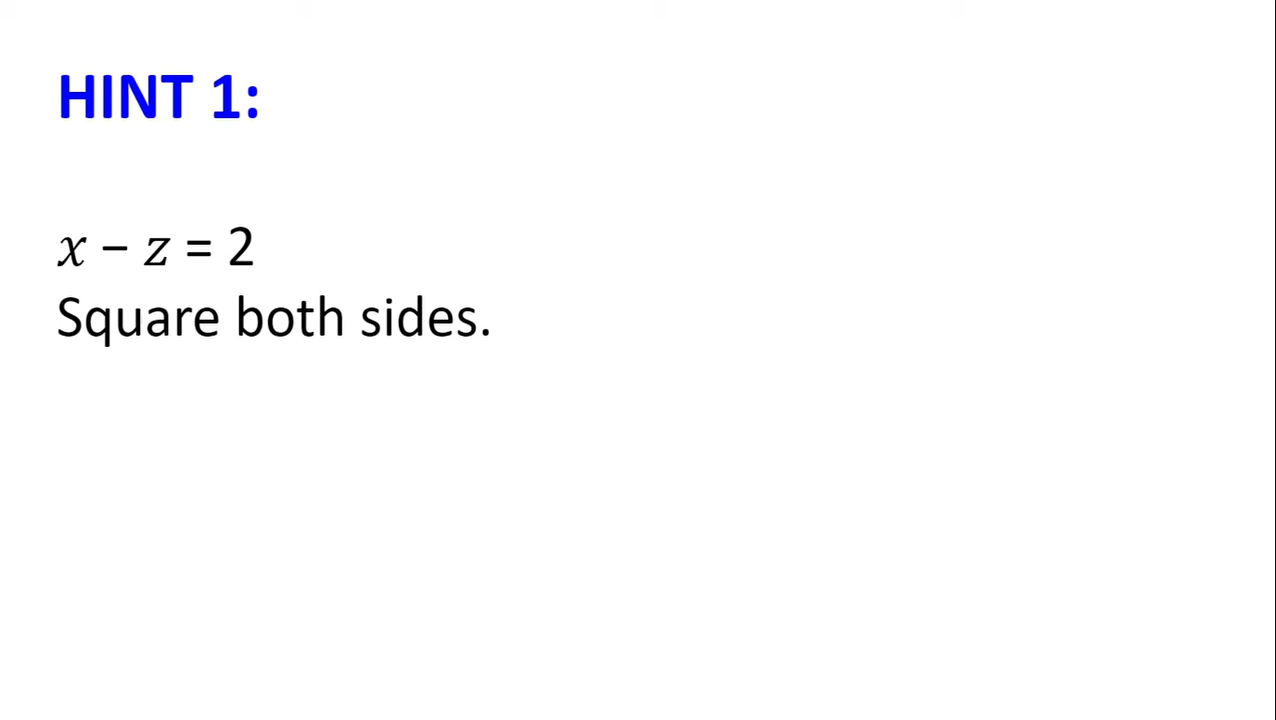 HINT 1:
x − z = 2
Square both sides.